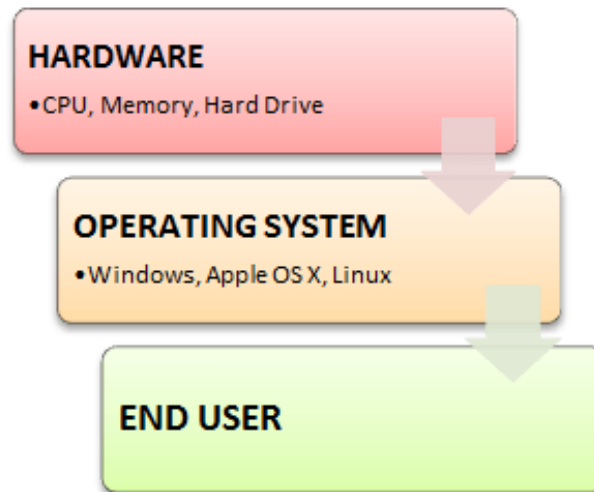 HARDWARE
•CPU, Memory, Hard Drive
OPERATING SYSTEM
•Windows, Apple OS X, Linux
END USER